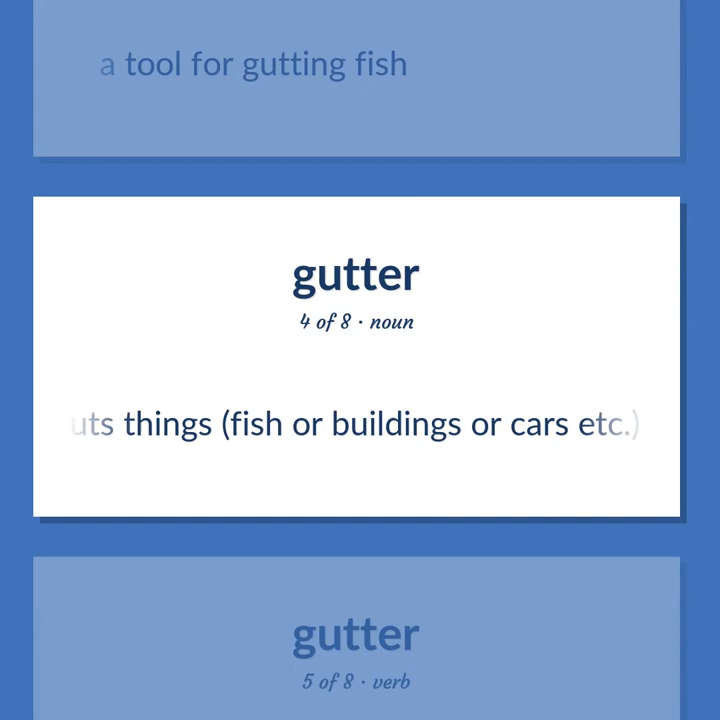 a tool for gutting fish
gutter
4 of 8 · noun
uts things (fish or buildings or cars etc.)
gutter
5 of 8 · verb